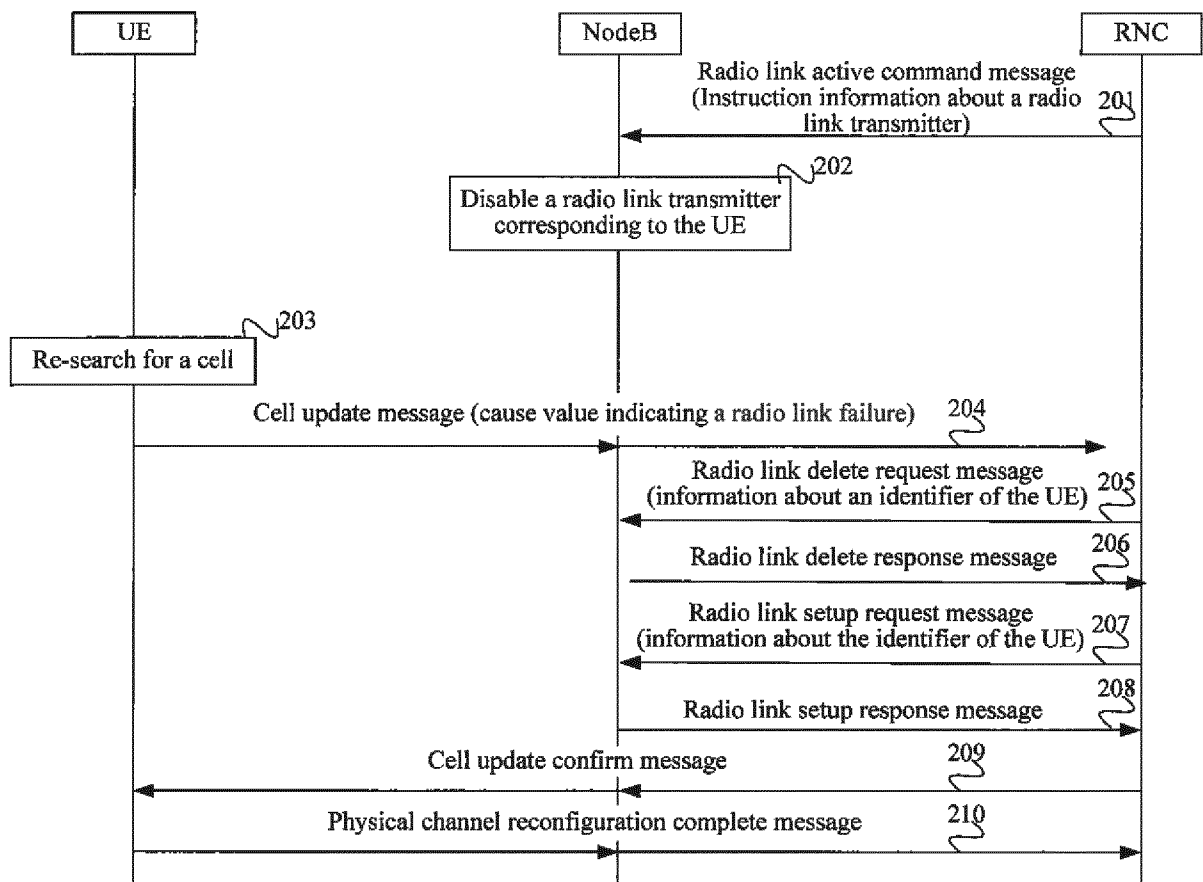 UE
NodeB
RNC
Radio link active command message
(Instruction information about a radio
link transmitter)
201
202
Disable a radio link transmitter
corresponding to the UE
203
Re-search for a cell
Cell update message (cause value indicating a radio link failure)
204
Radio link delete request message
(information about an identifier of the UE)
205
Radio link delete response message
206
Radio link setup request message
(information about the identifier of the UE)
207
Radio link setup response message
208
Cell update confirm message
209
Physical channel reconfiguration complete message
210